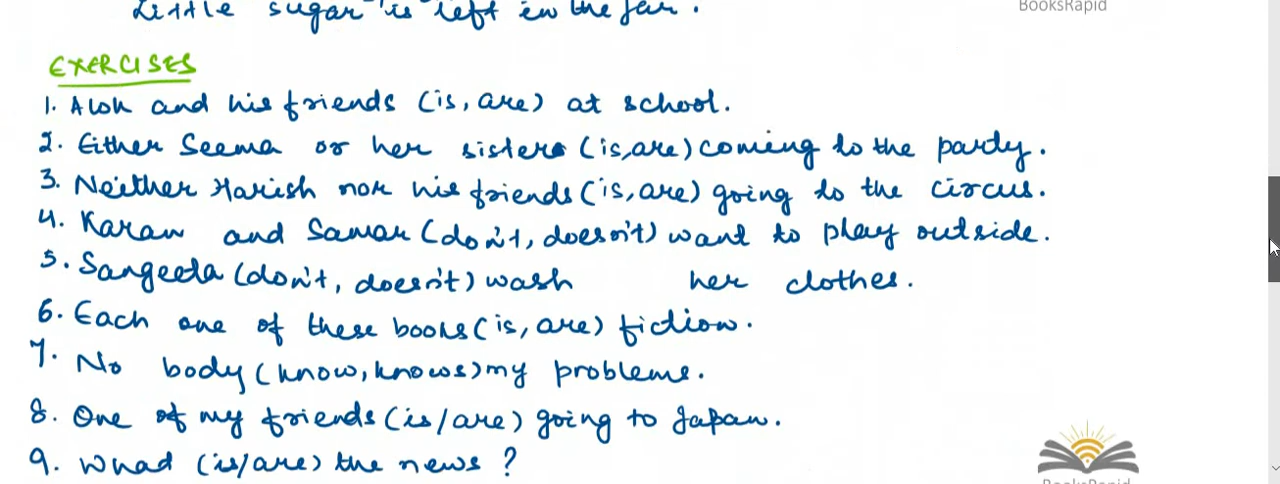 Little sugar is left in the jar.
BooksRapid
EXERCISES
1. Alok and his friends (is, are) at school.
2. Either Seema or her sisters (is, are) coming to the party.
3. Neither Harish nor his friends (is, are) going to the circus.
4. Karan and Samar (don't, doesn't) want to play outside.
5. Sangeeta (don't, doesn't) wash her clothes.
6. Each one of these books (is, are) fiction.
7. No body (know, knows) my problems.
8. One of my friends (is/are) going to Japan.
9. What (is/are) the news ?
BooksRapid